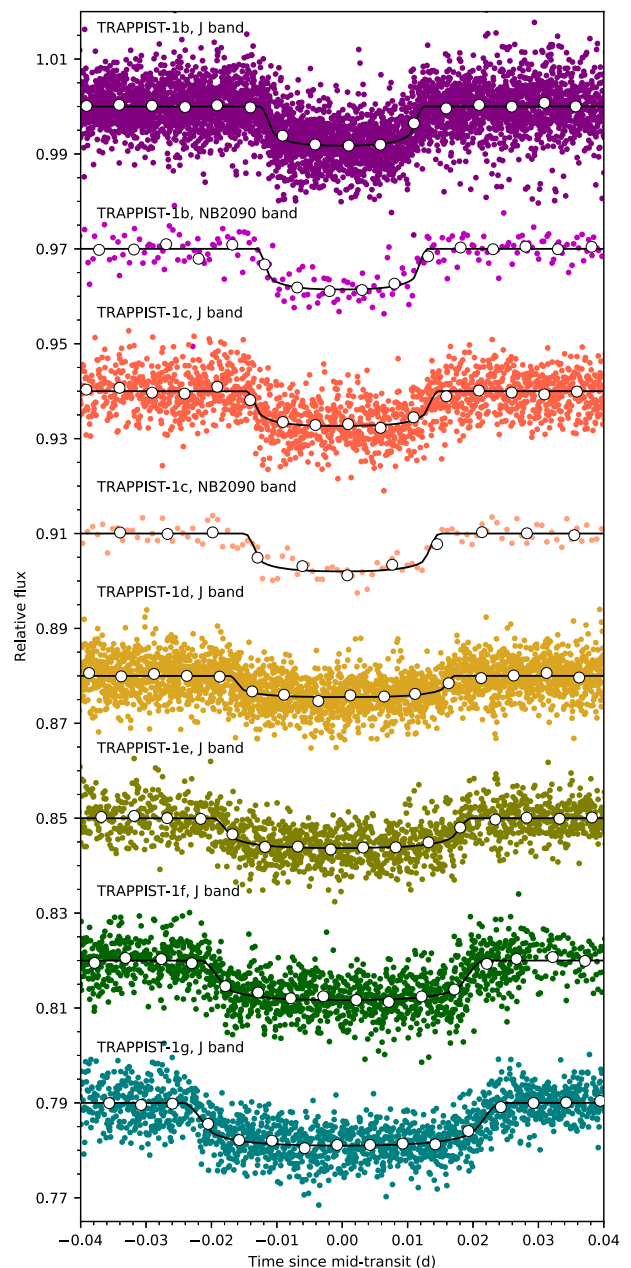 TRAPPIST-1b, J band
1.01
0.99
TRAPPIST-1b, NB2090 band
0.97
TRAPPIST-1c, J band
0.95
0.93
TRAPPIST-1c, NB2090 band
0.91
TRAPPIST-1d, J band
Relative flux
0.89
0.87
TRAPPIST-1e, J band
0.85
0.83
TRAPPIST-1f, J band
0.81
TRAPPIST-1g, J band
0.79
0.77
−0.04 −0.03 −0.02 −0.01 0.00 0.01 0.02 0.03 0.04
Time since mid-transit (d)